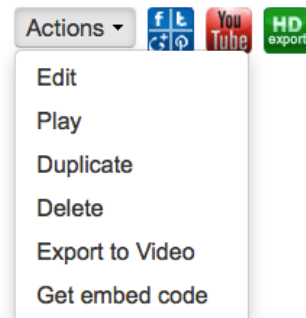 Actions
f t
g+ p
You
Tube
HD
export
Edit
Play
Duplicate
Delete
Export to Video
Get embed code